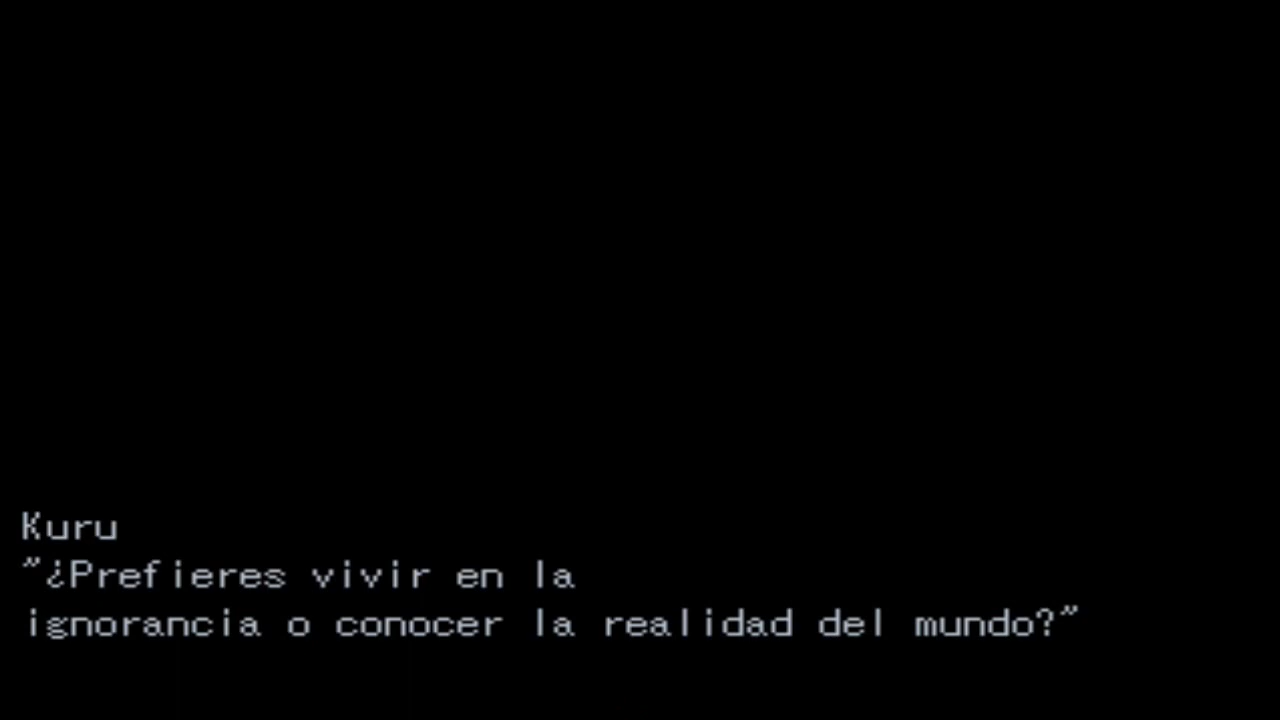 Kuru
"¿Prefieres vivir en la
ignorancia o conocer la realidad del mundo?"